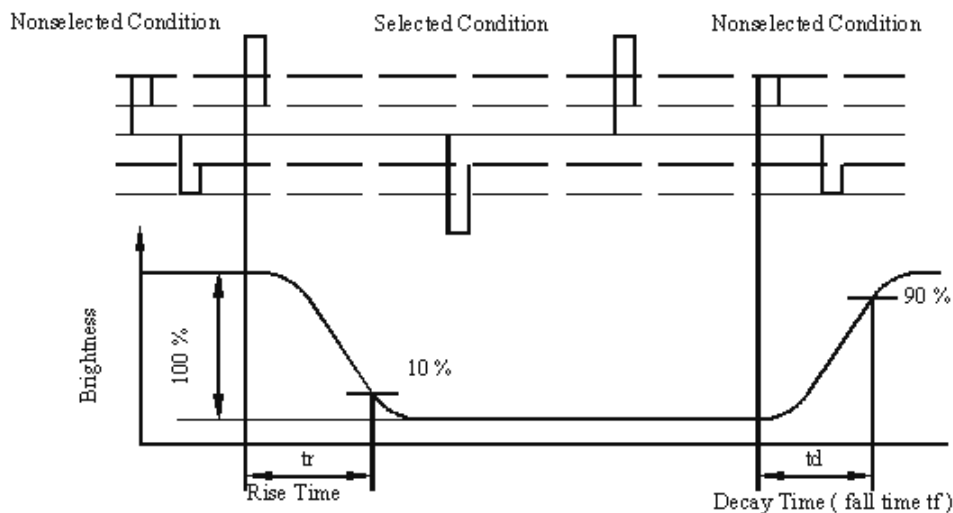 Nonselected Condition
Selected Condition
Nonselected Condition
Brightness
100 %
10 %
90 %
tr
Rise Time
td
Decay Time ( fall time tf )